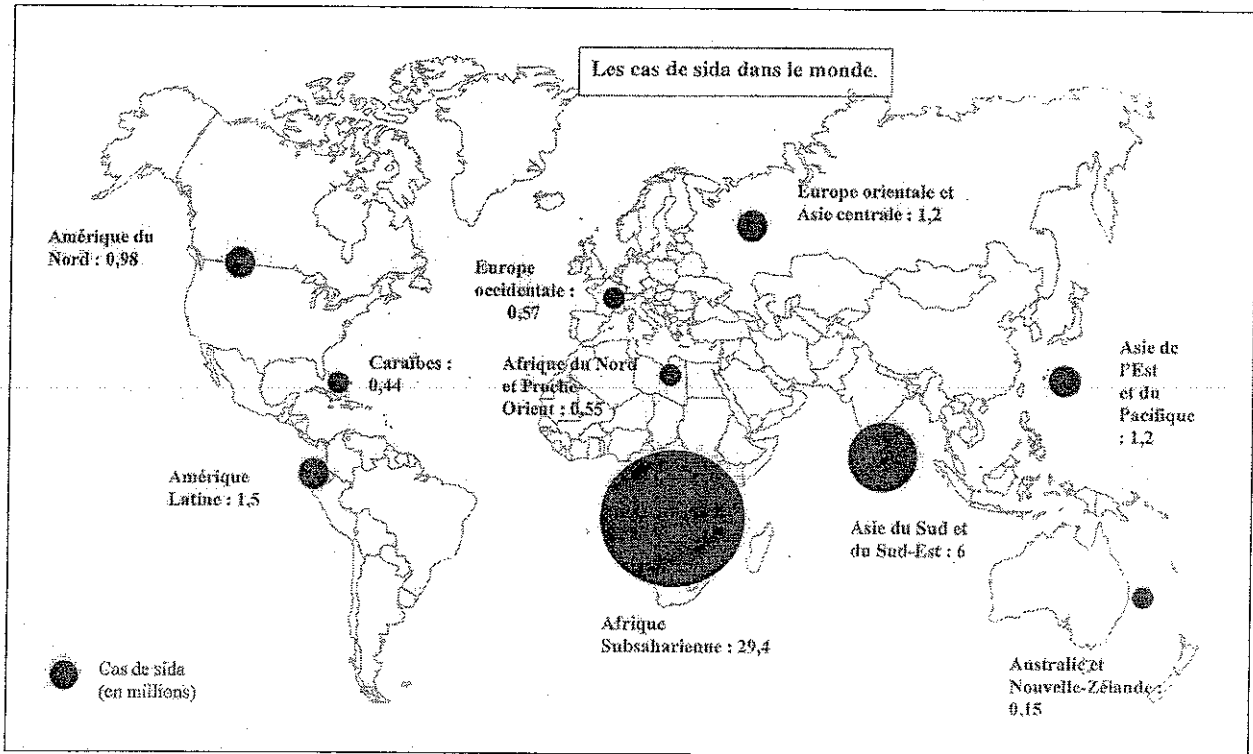 Les cas de sida dans le monde.
Europe orientale et
Asie centrale : 1,2
Amérique du
Nord : 0,98
Europe
occidentale :
0,57
Caraïbes :
0,44
Afrique du Nord
et Proche
Orient : 0,55
Asie de
l'Est
et du
Pacifique
: 1,2
Amérique
Latine : 1,5
Asie du Sud et
du Sud-Est : 6
Afrique
Subsaharienne : 29,4
Australie et
Nouvelle-Zélande :
0,15
Cas de sida
(en millions)